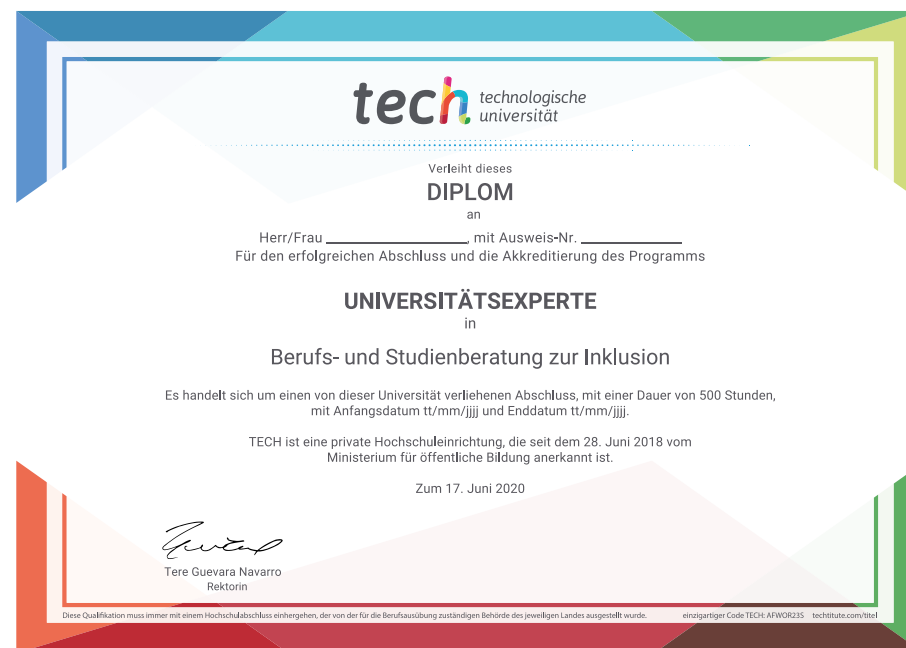 tech technologische
universität
Verleiht dieses
DIPLOM
an
Herr/Frau ____________________, mit Ausweis-Nr. ______________
Für den erfolgreichen Abschluss und die Akkreditierung des Programms
UNIVERSITÄTSEXPERTE
in
Berufs- und Studienberatung zur Inklusion
Es handelt sich um einen von dieser Universität verliehenen Abschluss, mit einer Dauer von 500 Stunden,
mit Anfangsdatum tt/mm/jjjj und Enddatum tt/mm/jjjj.
TECH ist eine private Hochschuleinrichtung, die seit dem 28. Juni 2018 vom
Ministerium für öffentliche Bildung anerkannt ist.
Zum 17. Juni 2020
Tere Guevara Navarro
Rektorin
Diese Qualifikation muss immer mit einem Hochschulabschluss einhergehen, der von der für die Berufsausübung zuständigen Behörde des jeweiligen Landes ausgestellt wurde. einzigartiger Code TECH: AFWOR23S techtitute.com/titel